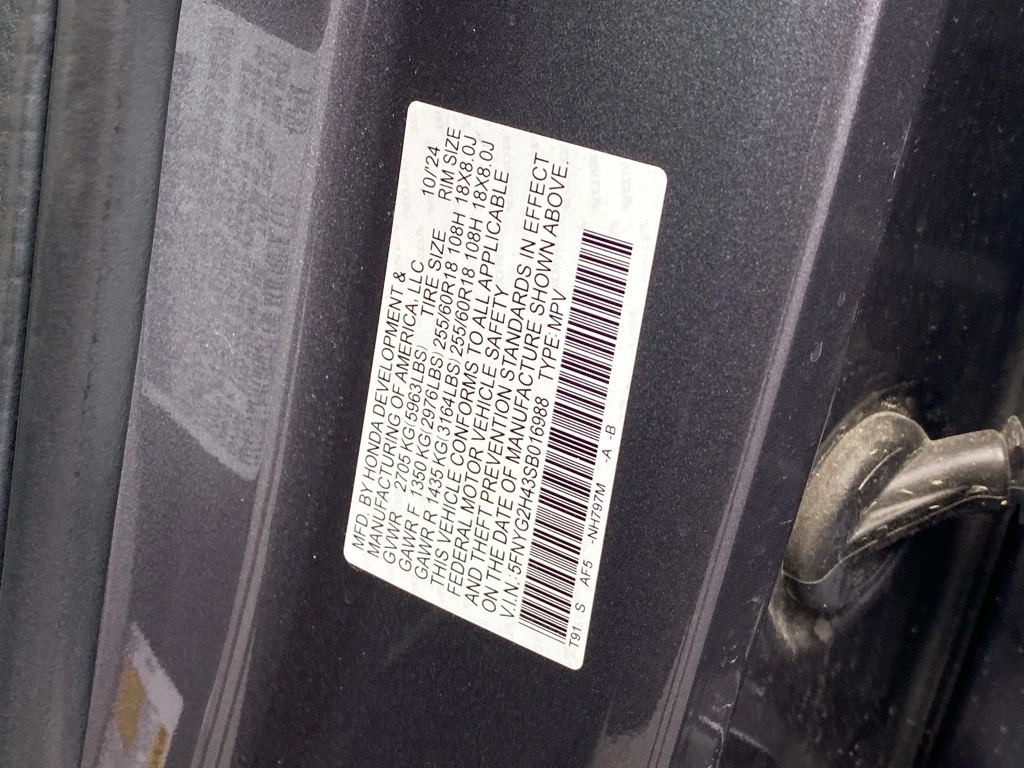 MFD. BY HONDA DEVELOPMENT &
MANUFACTURING OF AMERICA, LLC 10/'24
GVWR 2705 KG(5963LBS) TIRE SIZE RIM SIZE
GAWR F 1350 KG(2976LBS) 255/60R18 108H 18X8.0J
GAWR R 1435 KG(3164LBS) 255/60R18 108H 18X8.0J
THIS VEHICLE CONFORMS TO ALL APPLICABLE
FEDERAL MOTOR VEHICLE SAFETY
AND THEFT PREVENTION STANDARDS IN EFFECT
ON THE DATE OF MANUFACTURE SHOWN ABOVE.
V.I.N.:5FNYG2H43SB016988 TYPE:MPV
T91 S AF5 -NH797M -A -B